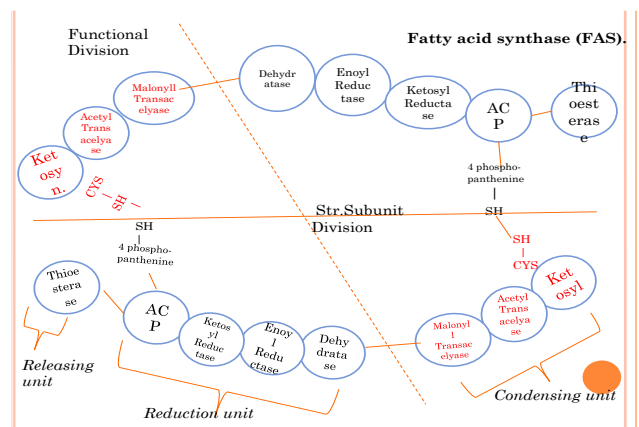 Functional
Division
Fatty acid synthase (FAS).
Ket
osy
n.
Acetyl
Trans
acelya
se
Malonyll
Transac
elyase
Dehydr
atase
Enoyl
Reduc
tase
Ketosyl
Reducta
se
AC
P
Thi
oest
eras
e
CYS
SH
4 phospho-
panthenine
SH
Str.Subunit
Division
SH
4 phospho-
panthenine
SH
CYS
Thioe
stera
se
AC
P
Ketos
yl
Reduc
tase
Enoy
l
Redu
ctase
Dehy
drata
se
Malonyl
l
Transac
elyase
Acetyl
Trans
acelya
se
Ket
osyl
Releasing
unit
Reduction unit
Condensing unit